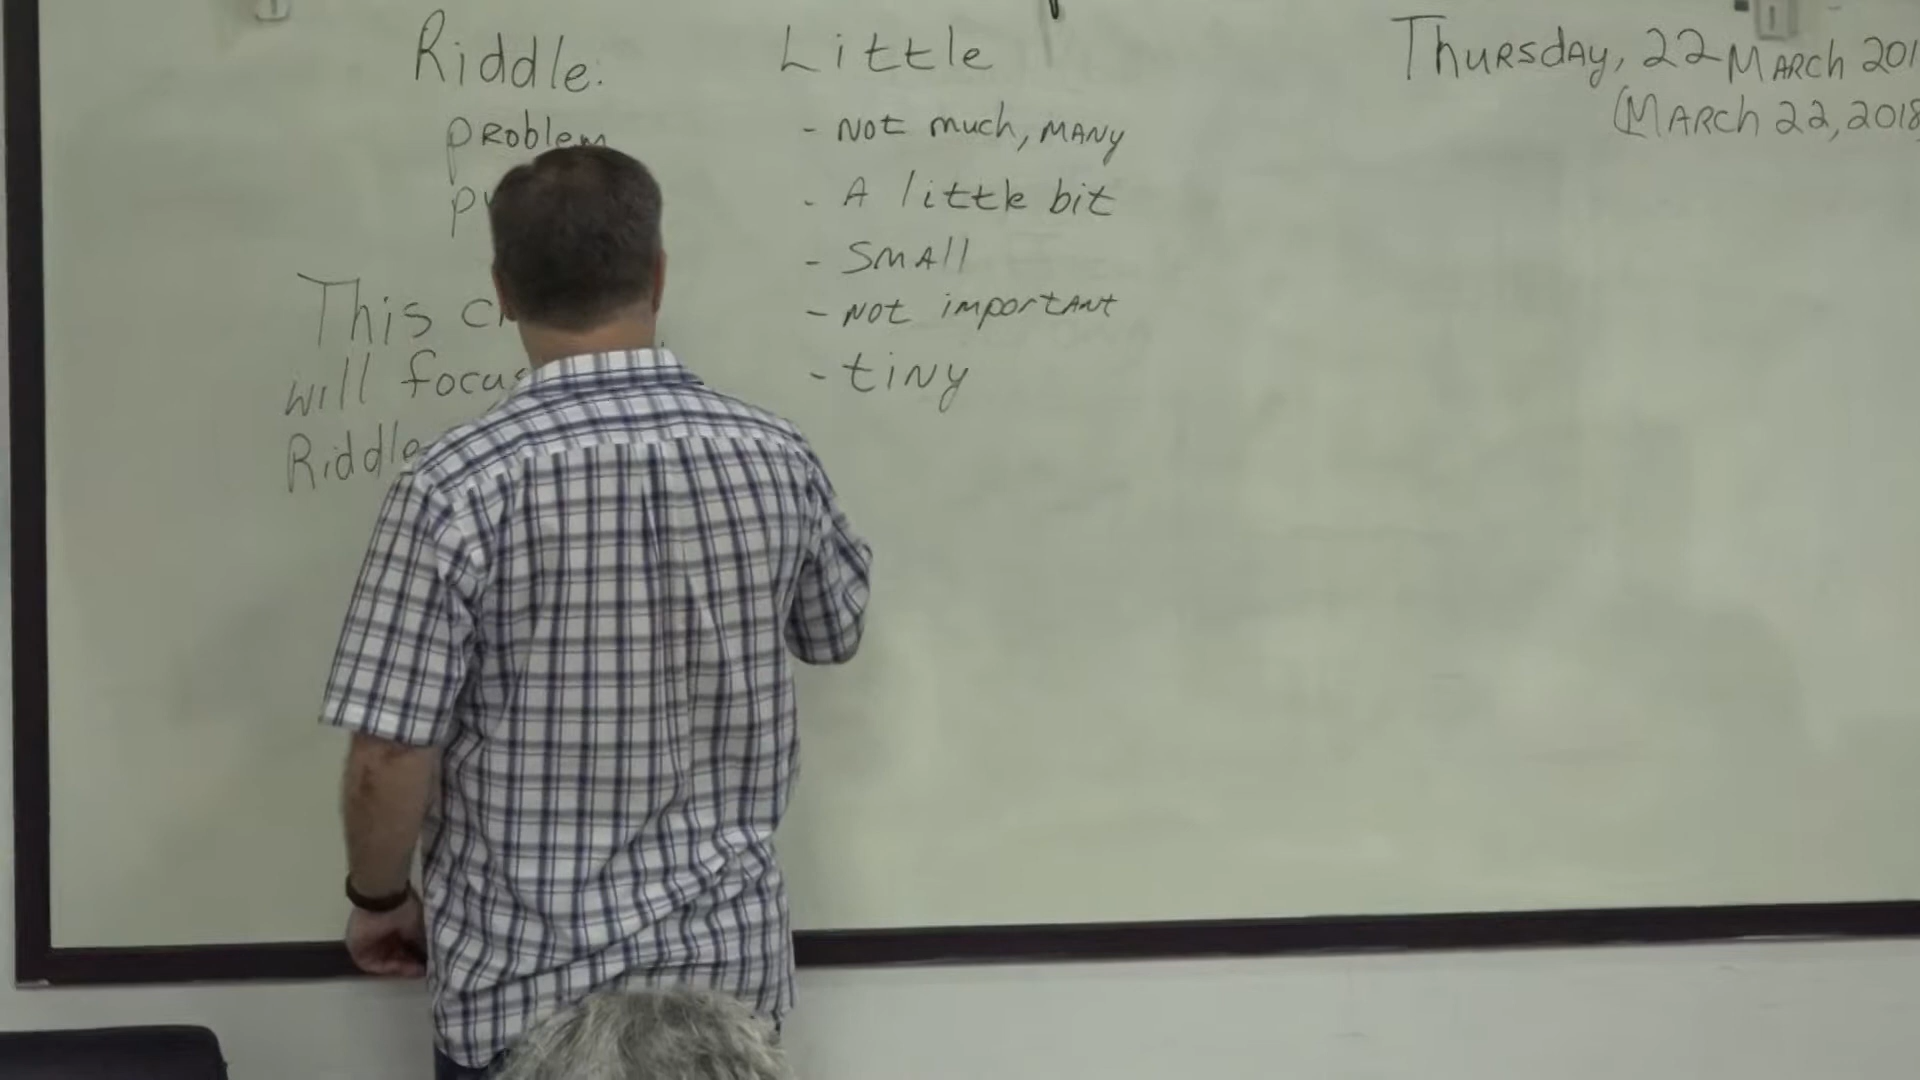 Riddle:
problem
This
will focus
Riddle
Little
- not much, many
- A little bit
- small
- not important
- tiny
Thursday, 22 March 201
(March 22, 2018